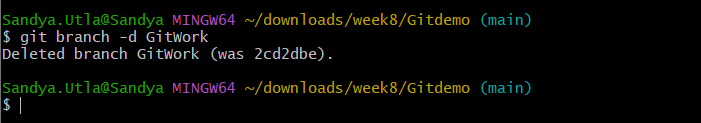 Sandya.Utla@Sandya MINGW64 ~/downloads/week8/Gitdemo (main)
$ git branch -d GitWork
Deleted branch GitWork (was 2cd2dbe).
Sandya.Utla@Sandya MINGW64 ~/downloads/week8/Gitdemo (main)
$